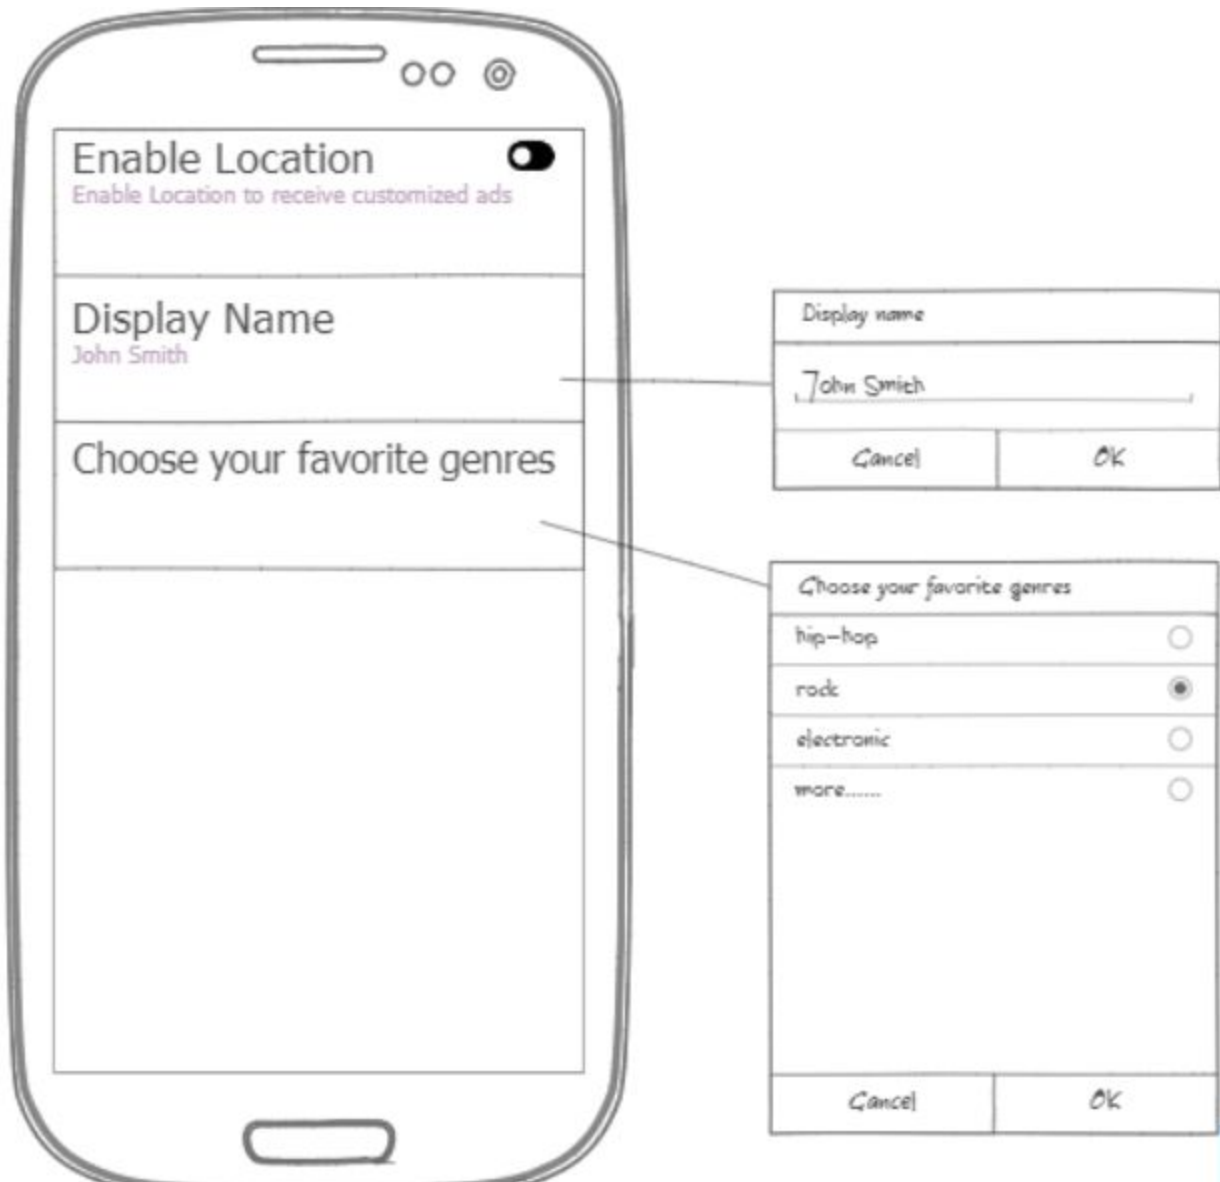 Enable Location
Enable Location to receive customized ads
Display Name
John Smith
Choose your favorite genres
Display name
John Smith
Cancel
OK
Choose your favorite genres
hip-hop
rock
electronic
more......
Cancel
OK